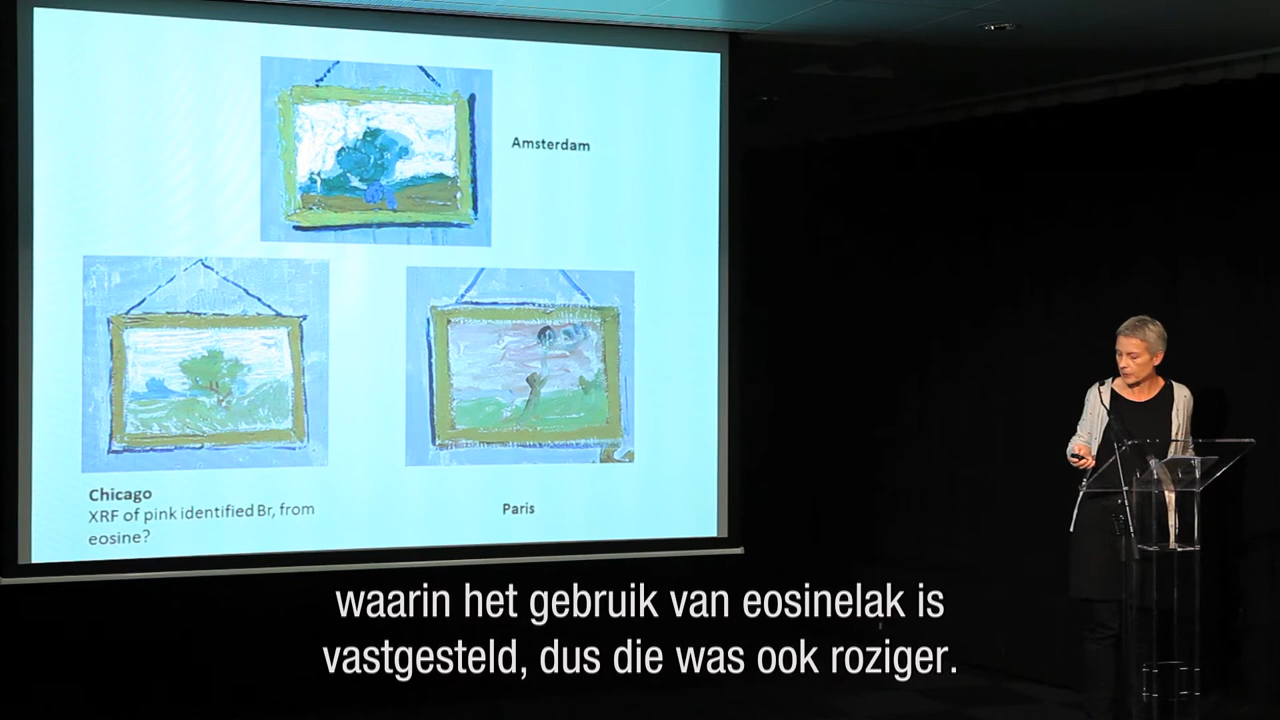 Amsterdam
Chicago
XRF of pink identified Br, from
eosine?
Paris
waarin het gebruik van eosinelak is
vastgesteld, dus die was ook roziger.